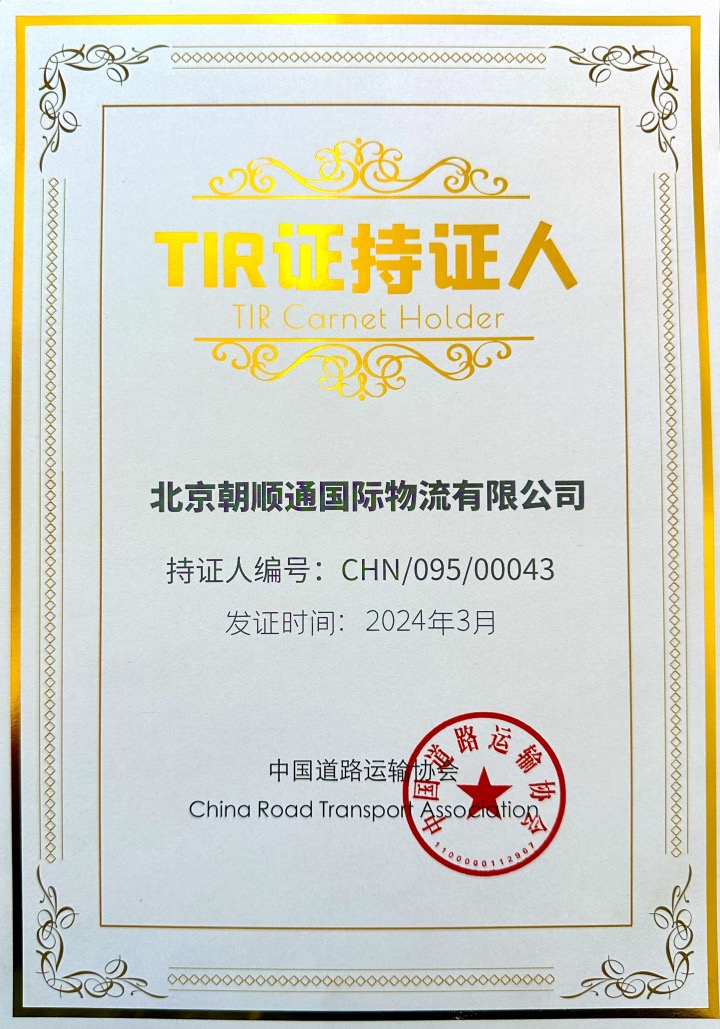 TIR证持证人
TIR Carnet Holder
北京朝顺通国际物流有限公司
持证人编号：CHN/095/00043
发证时间：2024年3月
中国道路运输协会
China Road Transport Association
中国道路运输协会
1100000112967